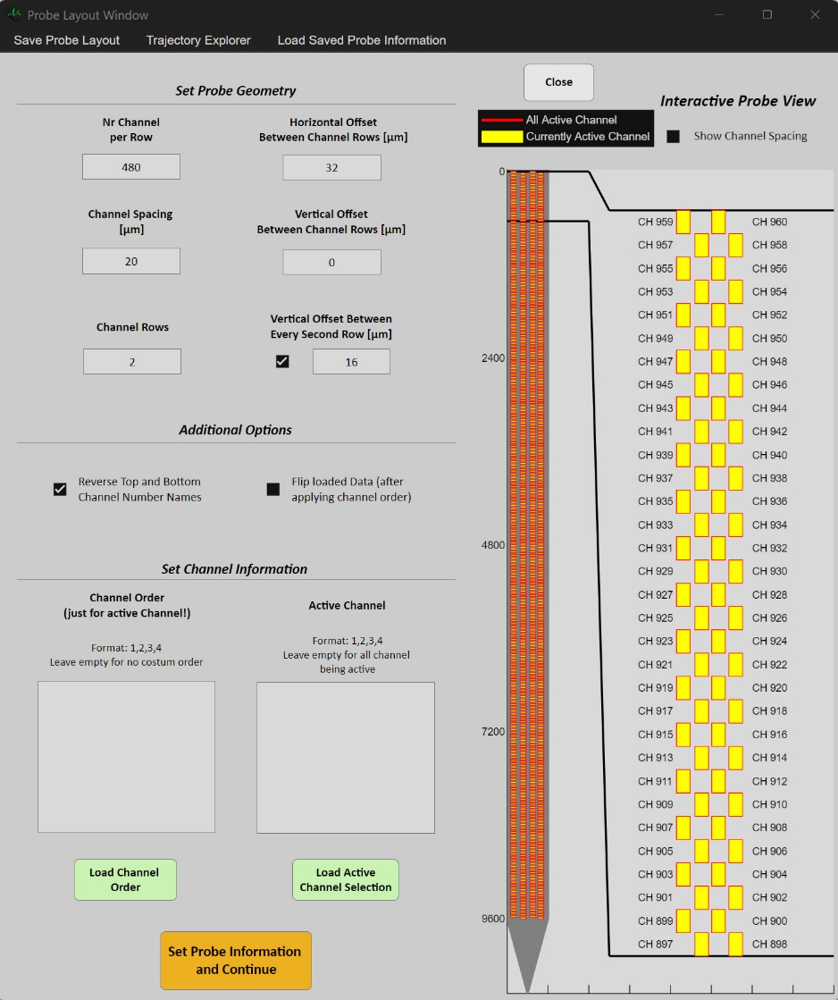 Probe Layout Window
Save Probe Layout
Trajectory Explorer
Load Saved Probe Information
Set Probe Geometry
Nr Channel
per Row
480
Horizontal Offset
Between Channel Rows [µm]
32
Channel Spacing
[µm]
20
Vertical Offset
Between Channel Rows [µm]
0
Channel Rows
2
Vertical Offset Between
Every Second Row [µm]
16
Additional Options
Reverse Top and Bottom
Channel Number Names
Flip loaded Data (after
applying channel order)
Set Channel Information
Channel Order
(just for active Channel!)
Format: 1,2,3,4
Leave empty for no costum order
Active Channel
Format: 1,2,3,4
Leave empty for all channel
being active
Load Channel
Order
Load Active
Channel Selection
Set Probe Information
and Continue
Close
Interactive Probe View
All Active Channel
Currently Active Channel
Show Channel Spacing
0
2400
4800
7200
9600
CH 959 CH 960
CH 957 CH 958
CH 955 CH 956
CH 953 CH 954
CH 951 CH 952
CH 949 CH 950
CH 947 CH 948
CH 945 CH 946
CH 943 CH 944
CH 941 CH 942
CH 939 CH 940
CH 937 CH 938
CH 935 CH 936
CH 933 CH 934
CH 931 CH 932
CH 929 CH 930
CH 927 CH 928
CH 925 CH 926
CH 923 CH 924
CH 921 CH 922
CH 919 CH 920
CH 917 CH 918
CH 915 CH 916
CH 913 CH 914
CH 911 CH 912
CH 909 CH 910
CH 907 CH 908
CH 905 CH 906
CH 903 CH 904
CH 901 CH 902
CH 899 CH 900
CH 897 CH 898